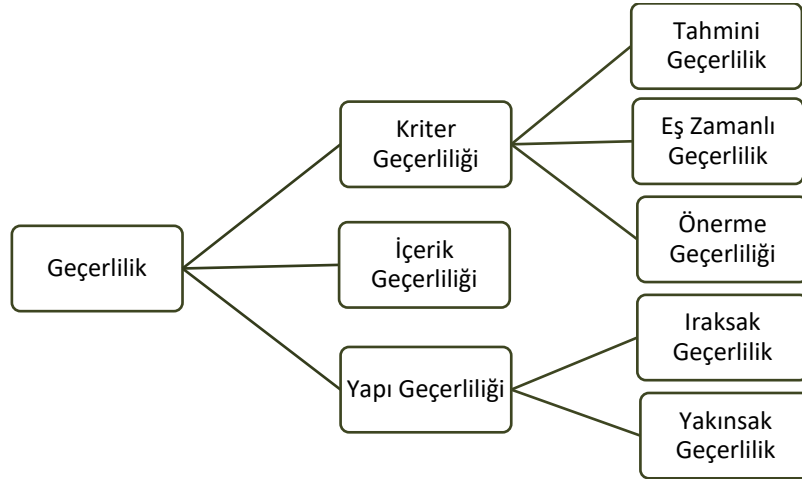 Geçerlilik
Kriter
Geçerliliği
Tahmini
Geçerlilik
Eş Zamanlı
Geçerlilik
Önerme
Geçerliliği
İçerik
Geçerliliği
Yapı Geçerliliği
Iraksak
Geçerlilik
Yakınsak
Geçerlilik